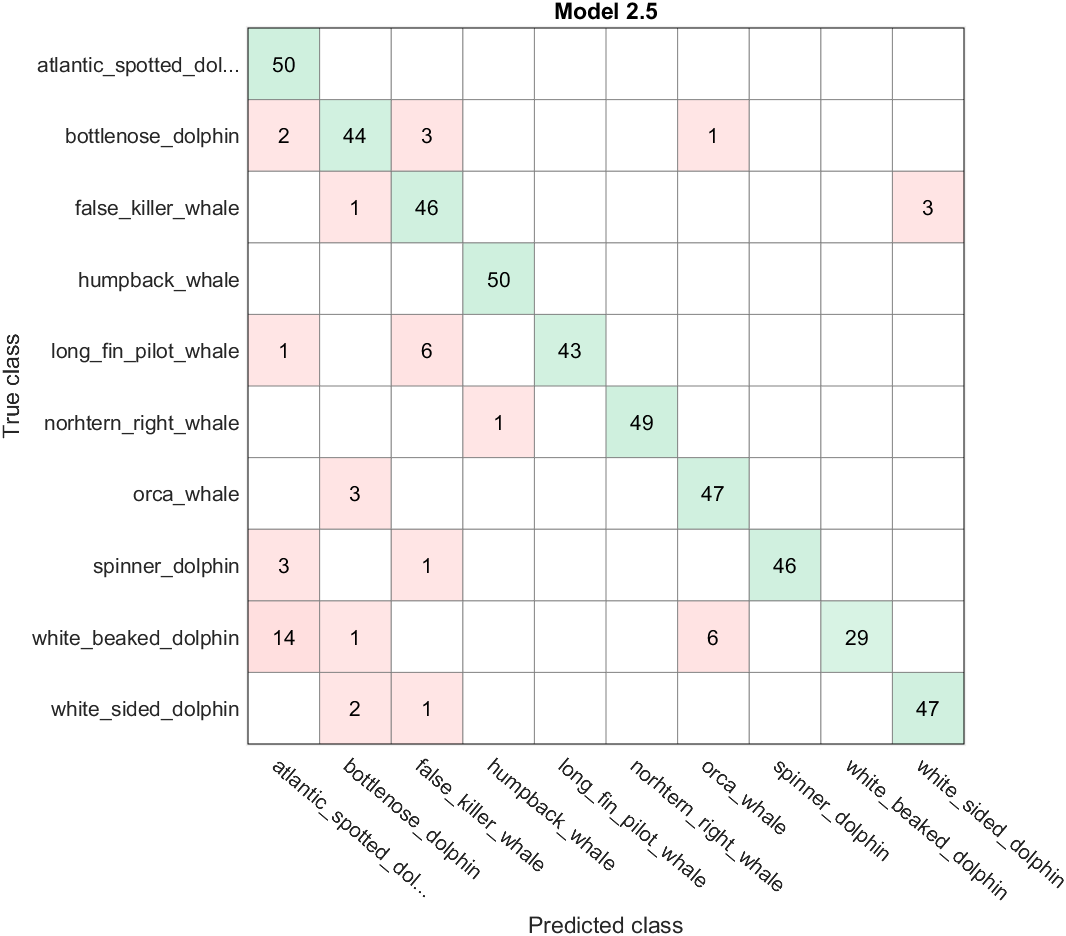 Model 2.5
atlantic_spotted_dol... 50
bottlenose_dolphin 2 44 3 1
false_killer_whale 1 46 3
humpback_whale 50
long_fin_pilot_whale 1 6 43
norhtern_right_whale 1 49
orca_whale 3 47
spinner_dolphin 3 1 46
white_beaked_dolphin 14 1 6 29
white_sided_dolphin 2 1 47
True class
atlantic_spotted_dol...
bottlenose_dolphin
false_killer_whale
humpback_whale
long_fin_pilot_whale
norhtern_right_whale
orca_whale
spinner_dolphin
white_beaked_dolphin
white_sided_dolphin
Predicted class